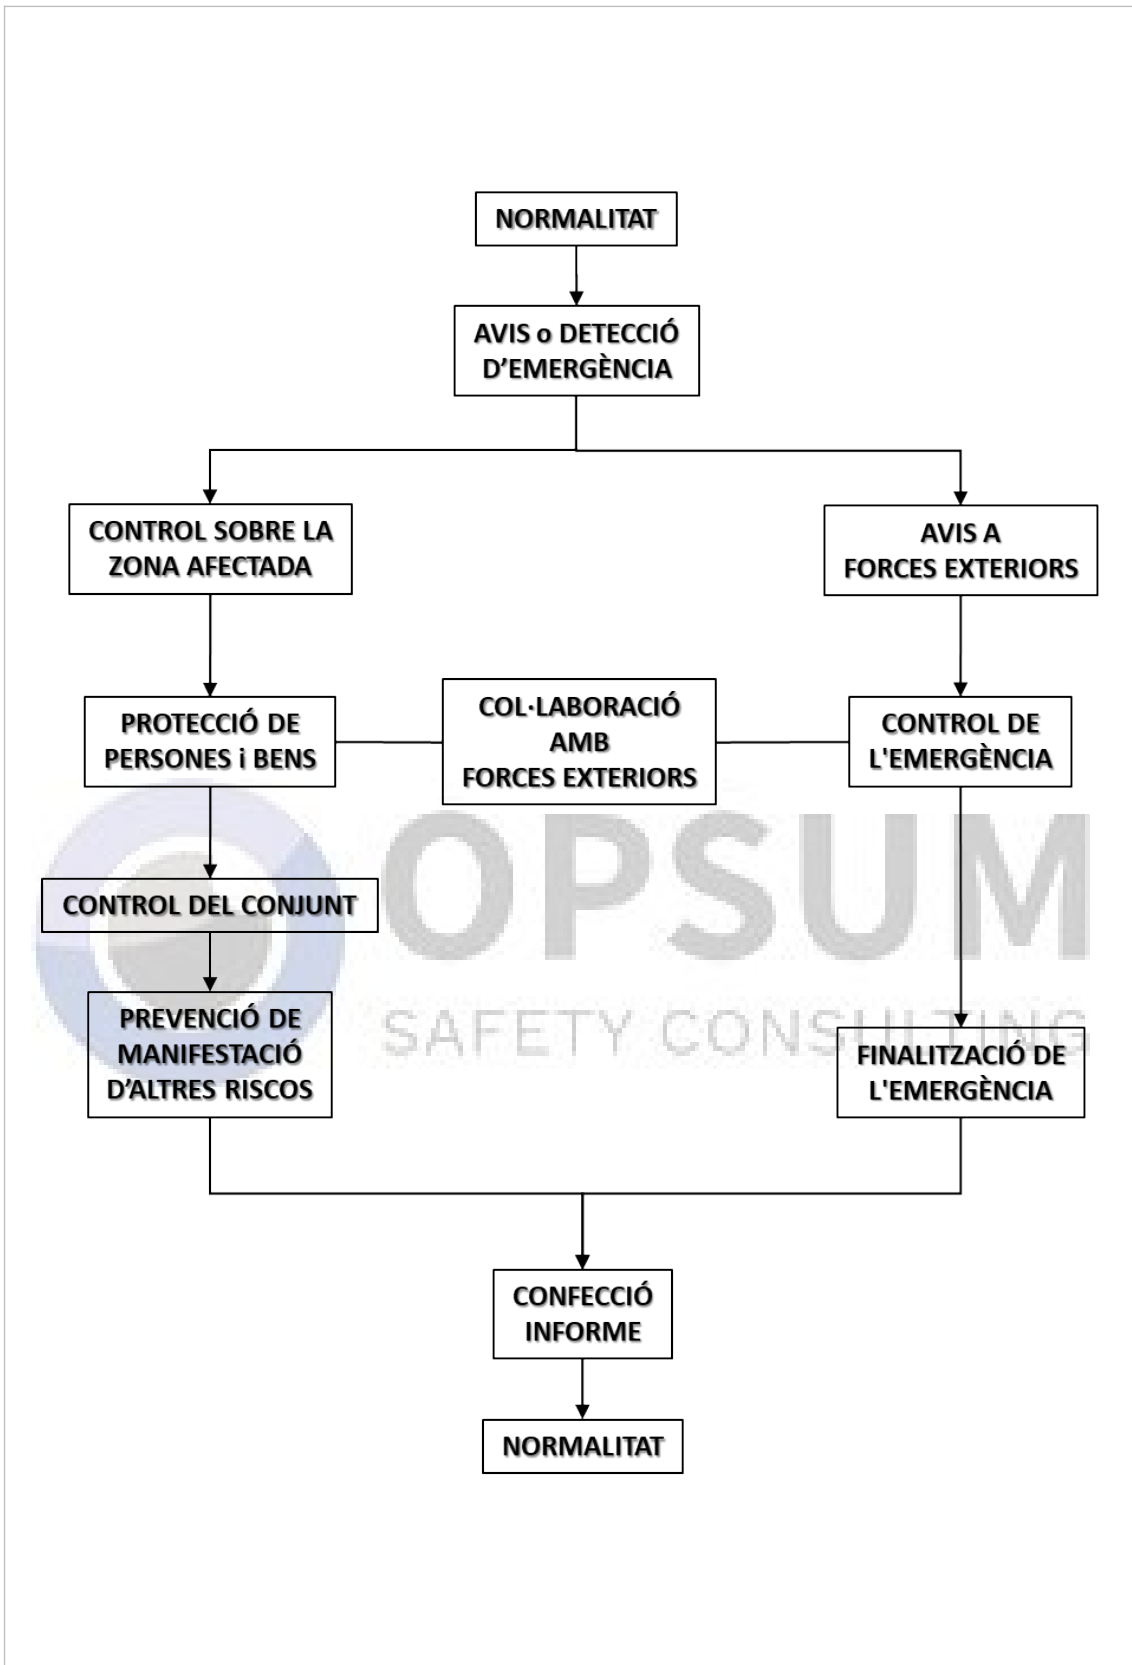 NORMALITAT
AVIS o DETECCIÓ
D’EMERGÈNCIA
CONTROL SOBRE LA
ZONA AFECTADA
AVIS A
FORCES EXTERIORS
PROTECCIÓ DE
PERSONES i BENS
COL·LABORACIÓ
AMB
FORCES EXTERIORS
CONTROL DE
L'EMERGÈNCIA
OPSUM
SAFETY CONSULTING
CONTROL DEL CONJUNT
PREVENCIÓ DE
MANIFESTACIÓ
D’ALTRES RISCOS
FINALITZACIÓ DE
L'EMERGÈNCIA
CONFECCIÓ
INFORME
NORMALITAT